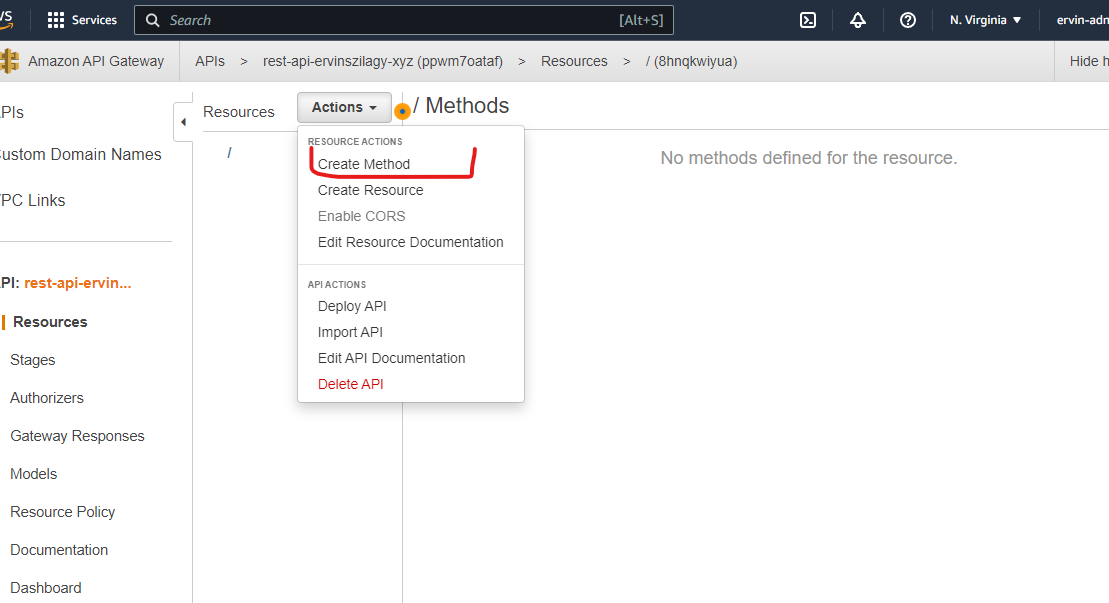 WS Services Search [Alt+S] N. Virginia ervin-adm
Amazon API Gateway APIs > rest-api-ervinszilagy-xyz (ppwm7oataf) > Resources > / (8hnqkwiyua) Hide h
PIs
ustom Domain Names
PC Links
PI: rest-api-ervin...
Resources
Stages
Authorizers
Gateway Responses
Models
Resource Policy
Documentation
Dashboard
Resources
/
Actions
RESOURCE ACTIONS
Create Method
Create Resource
Enable CORS
Edit Resource Documentation
API ACTIONS
Deploy API
Import API
Edit API Documentation
Delete API
/ Methods
No methods defined for the resource.